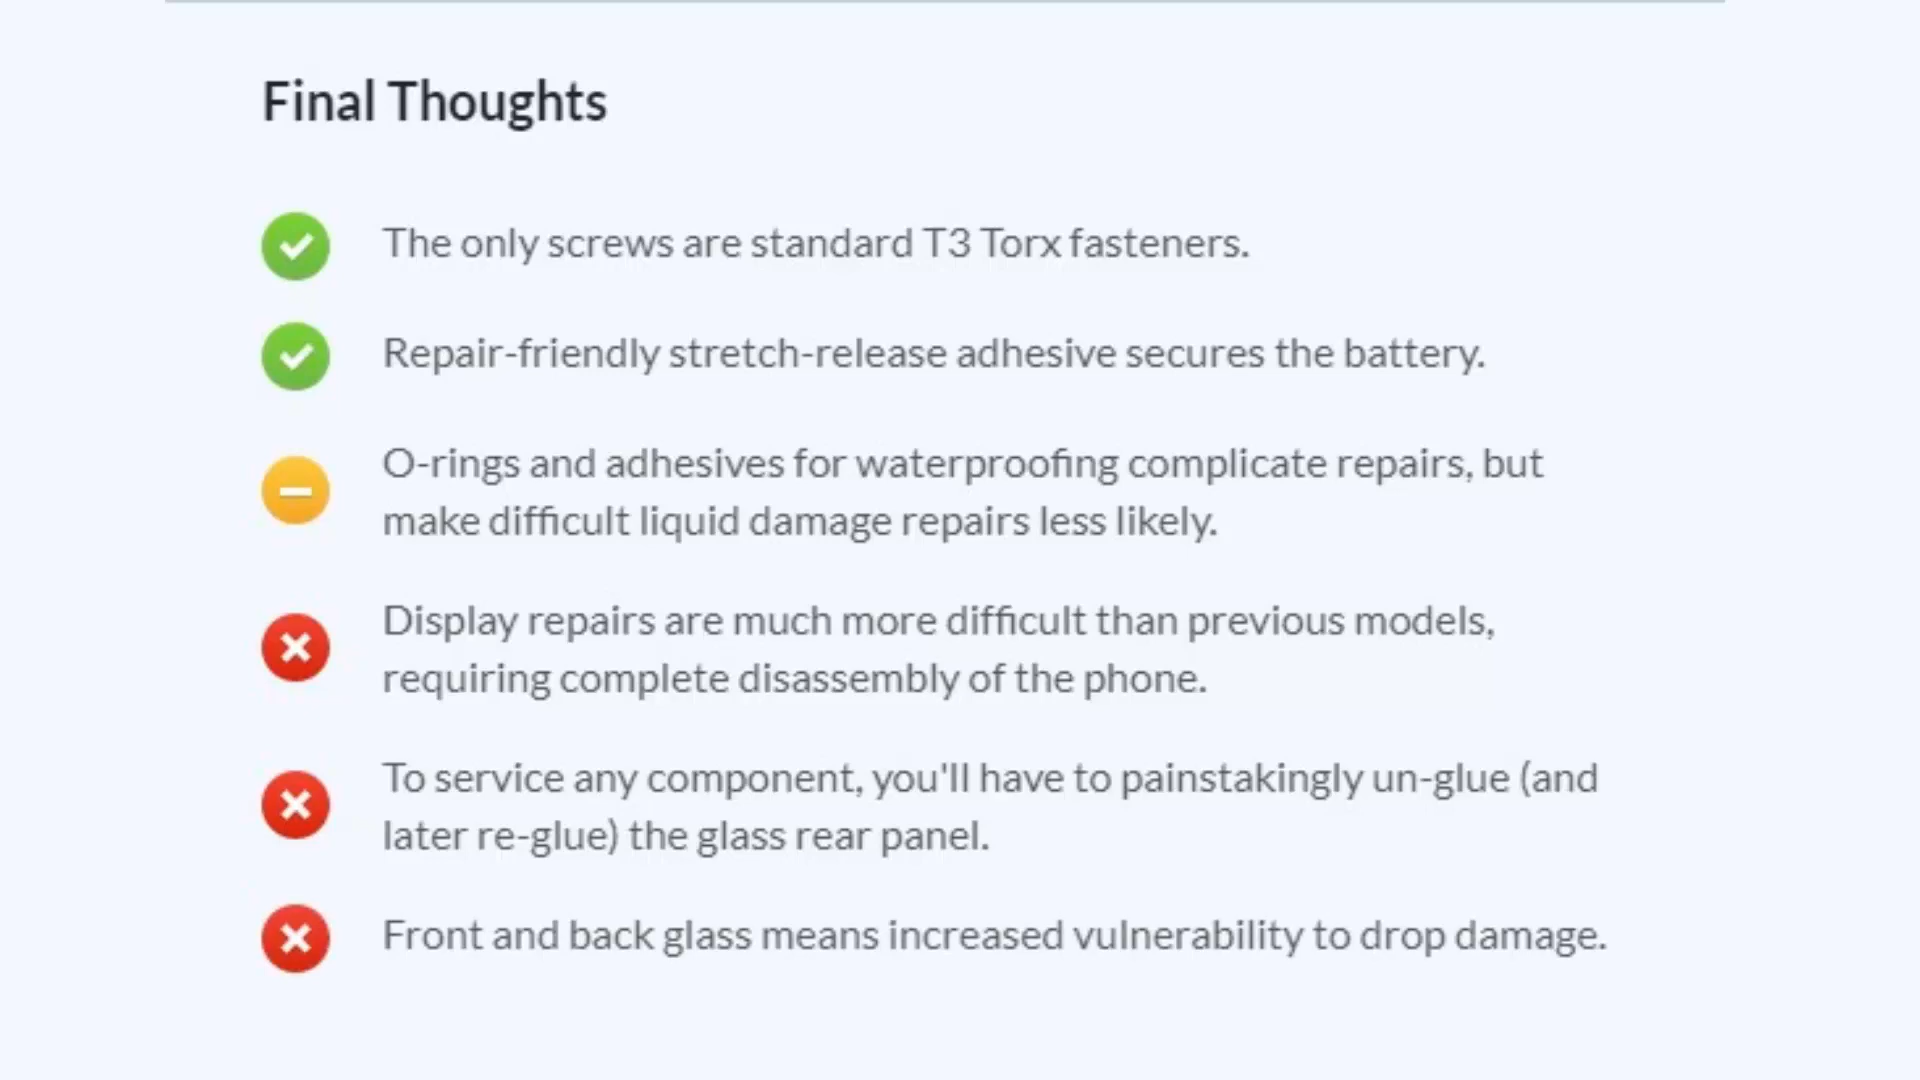 Final Thoughts
The only screws are standard T3 Torx fasteners.
Repair-friendly stretch-release adhesive secures the battery.
O-rings and adhesives for waterproofing complicate repairs, but
make difficult liquid damage repairs less likely.
Display repairs are much more difficult than previous models,
requiring complete disassembly of the phone.
To service any component, you'll have to painstakingly un-glue (and
later re-glue) the glass rear panel.
Front and back glass means increased vulnerability to drop damage.